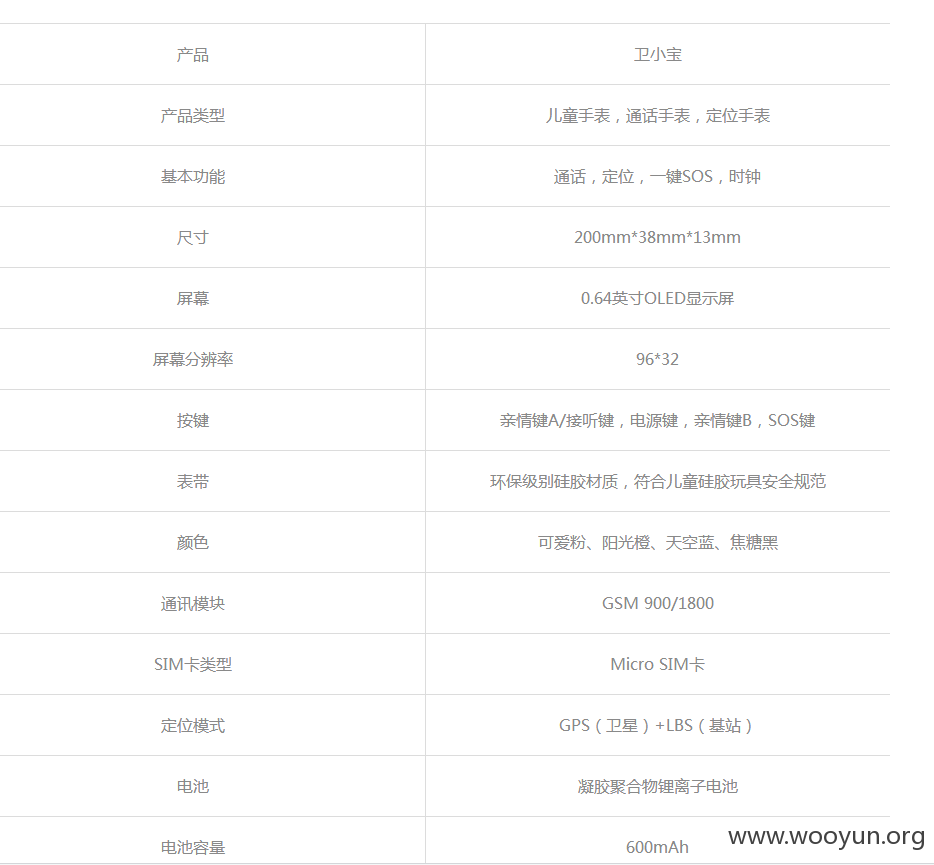 产品 卫小宝
产品类型 儿童手表，通话手表，定位手表
基本功能 通话，定位，一键SOS，时钟
尺寸 200mm*38mm*13mm
屏幕 0.64英寸OLED显示屏
屏幕分辨率 96*32
按键 亲情键A/接听键，电源键，亲情键B，SOS键
表带 环保级别硅胶材质，符合儿童硅胶玩具安全规范
颜色 可爱粉、阳光橙、天空蓝、焦糖黑
通讯模块 GSM 900/1800
SIM卡类型 Micro SIM卡
定位模式 GPS（卫星）+LBS（基站）
电池 凝胶聚合物锂离子电池
电池容量 600mAh
www.wooyun.org